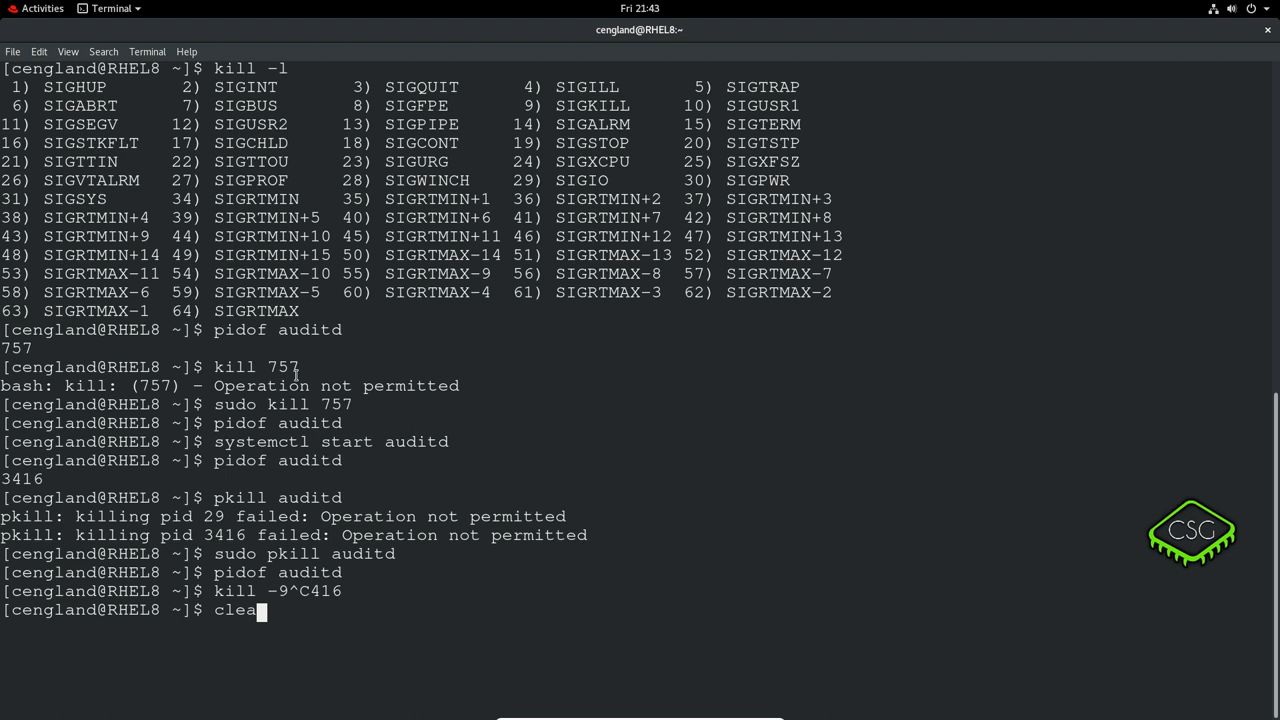 Activities Terminal Fri 21:43
cengland@RHEL8:~ ×
File Edit View Search Terminal Help
[cengland@RHEL8 ~]$ kill -l
1) SIGHUP 2) SIGINT 3) SIGQUIT 4) SIGILL 5) SIGTRAP
6) SIGABRT 7) SIGBUS 8) SIGFPE 9) SIGKILL 10) SIGUSR1
11) SIGSEGV 12) SIGUSR2 13) SIGPIPE 14) SIGALRM 15) SIGTERM
16) SIGSTKFLT 17) SIGCHLD 18) SIGCONT 19) SIGSTOP 20) SIGTSTP
21) SIGTTIN 22) SIGTTOU 23) SIGURG 24) SIGXCPU 25) SIGXFSZ
26) SIGVTALRM 27) SIGPROF 28) SIGWINCH 29) SIGIO 30) SIGPWR
31) SIGSYS 34) SIGRTMIN 35) SIGRTMIN+1 36) SIGRTMIN+2 37) SIGRTMIN+3
38) SIGRTMIN+4 39) SIGRTMIN+5 40) SIGRTMIN+6 41) SIGRTMIN+7 42) SIGRTMIN+8
43) SIGRTMIN+9 44) SIGRTMIN+10 45) SIGRTMIN+11 46) SIGRTMIN+12 47) SIGRTMIN+13
48) SIGRTMIN+14 49) SIGRTMIN+15 50) SIGRTMAX-14 51) SIGRTMAX-13 52) SIGRTMAX-12
53) SIGRTMAX-11 54) SIGRTMAX-10 55) SIGRTMAX-9 56) SIGRTMAX-8 57) SIGRTMAX-7
58) SIGRTMAX-6 59) SIGRTMAX-5 60) SIGRTMAX-4 61) SIGRTMAX-3 62) SIGRTMAX-2
63) SIGRTMAX-1 64) SIGRTMAX
[cengland@RHEL8 ~]$ pidof auditd
757
[cengland@RHEL8 ~]$ kill 757
bash: kill: (757) - Operation not permitted
[cengland@RHEL8 ~]$ sudo kill 757
[cengland@RHEL8 ~]$ pidof auditd
[cengland@RHEL8 ~]$ systemctl start auditd
[cengland@RHEL8 ~]$ pidof auditd
3416
[cengland@RHEL8 ~]$ pkill auditd
pkill: killing pid 29 failed: Operation not permitted
pkill: killing pid 3416 failed: Operation not permitted
[cengland@RHEL8 ~]$ sudo pkill auditd
[cengland@RHEL8 ~]$ pidof auditd
[cengland@RHEL8 ~]$ kill -9^C416
[cengland@RHEL8 ~]$ clea
CSG